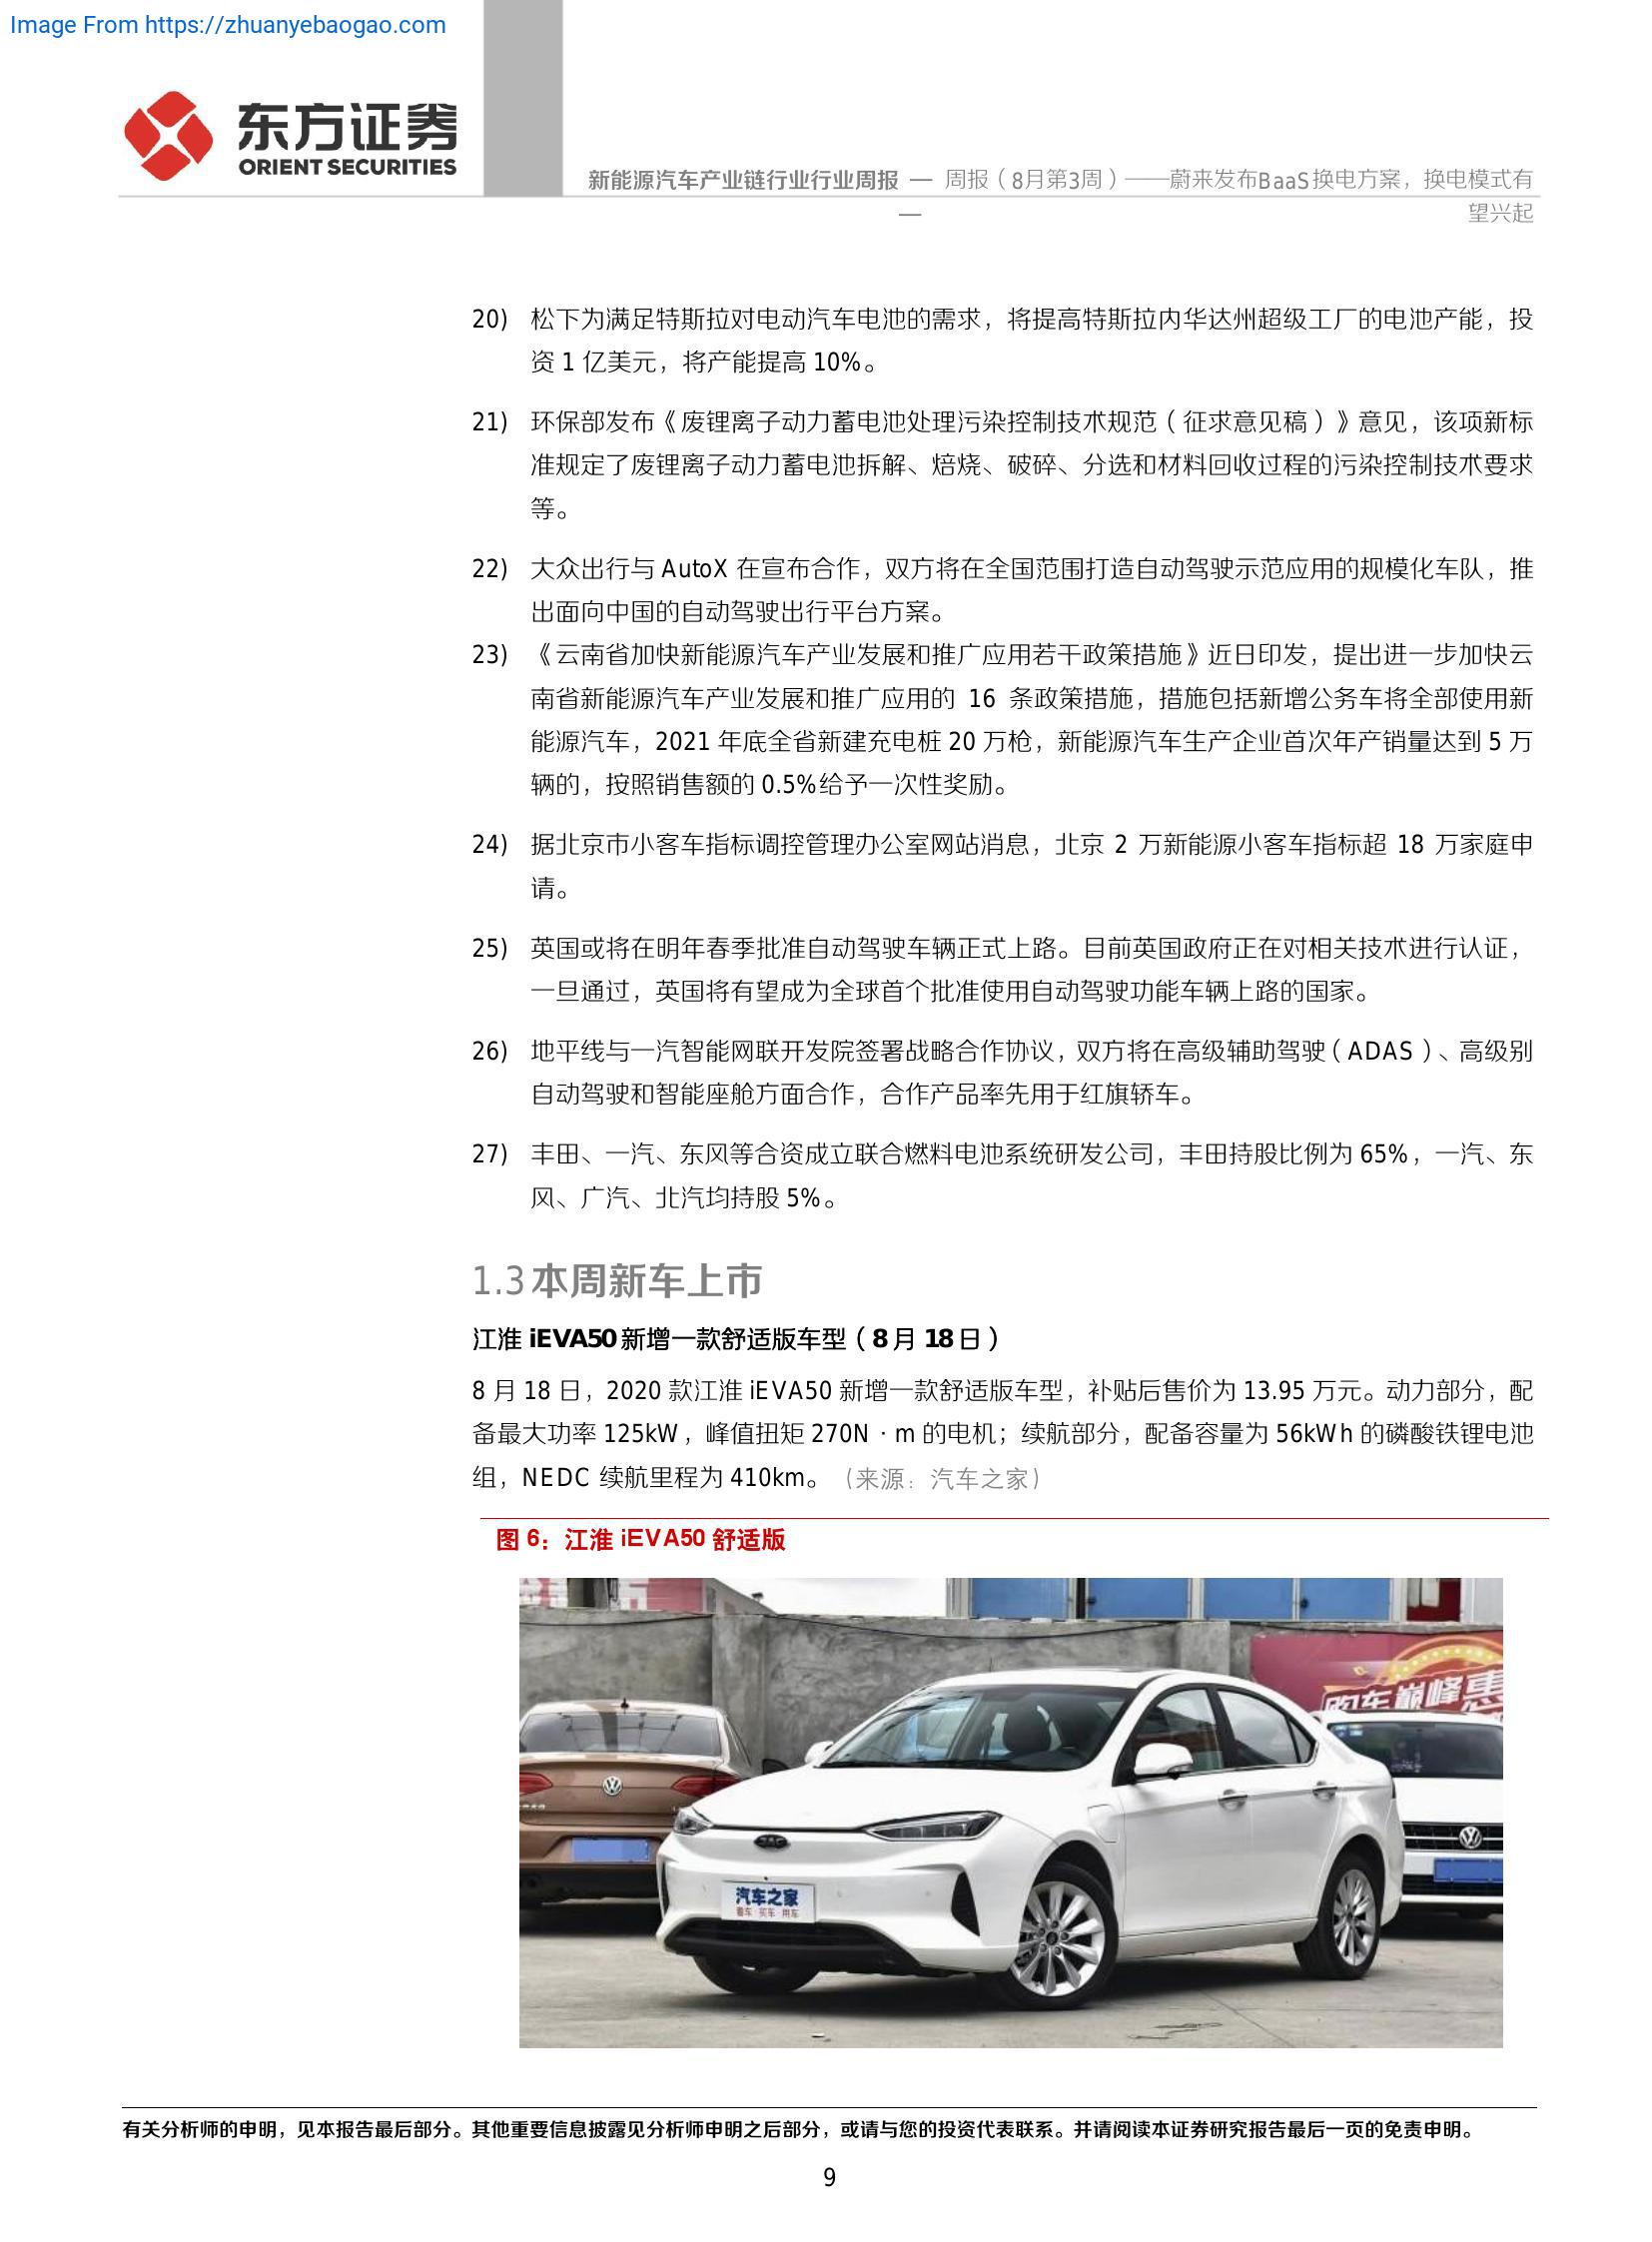 Image From https://zhuanyebaogao.com
东方证券
ORIENT SECURITIES
新能源汽车产业链行业行业周报 — 周报（8月第3周）——蔚来发布BaaS换电方案，换电模式有
— 望兴起
20) 松下为满足特斯拉对电动汽车电池的需求，将提高特斯拉内华达州超级工厂的电池产能，投
资 1 亿美元，将产能提高 10%。
21) 环保部发布《废锂离子动力蓄电池处理污染控制技术规范（征求意见稿）》意见，该项新标
准规定了废锂离子动力蓄电池拆解、焙烧、破碎、分选和材料回收过程的污染控制技术要求
等。
22) 大众出行与 AutoX 在宣布合作，双方将在全国范围打造自动驾驶示范应用的规模化车队，推
出面向中国的自动驾驶出行平台方案。
23) 《云南省加快新能源汽车产业发展和推广应用若干政策措施》近日印发，提出进一步加快云
南省新能源汽车产业发展和推广应用的 16 条政策措施，措施包括新增公务车将全部使用新
能源汽车，2021 年底全省新建充电桩 20 万枪，新能源汽车生产企业首次年产销量达到 5 万
辆的，按照销售额的 0.5%给予一次性奖励。
24) 据北京市小客车指标调控管理办公室网站消息，北京 2 万新能源小客车指标超 18 万家庭申
请。
25) 英国或将在明年春季批准自动驾驶车辆正式上路。目前英国政府正在对相关技术进行认证，
一旦通过，英国将有望成为全球首个批准使用自动驾驶功能车辆上路的国家。
26) 地平线与一汽智能网联开发院签署战略合作协议，双方将在高级辅助驾驶（ADAS）、高级别
自动驾驶和智能座舱方面合作，合作产品率先用于红旗轿车。
27) 丰田、一汽、东风等合资成立联合燃料电池系统研发公司，丰田持股比例为 65%，一汽、东
风、广汽、北汽均持股 5%。
1.3 本周新车上市
江淮 iEVA50 新增一款舒适版车型（8 月 18 日）
8 月 18 日，2020 款江淮 iEVA50 新增一款舒适版车型，补贴后售价为 13.95 万元。动力部分，配
备最大功率 125kW，峰值扭矩 270N·m 的电机；续航部分，配备容量为 56kWh 的磷酸铁锂电池
组，NEDC 续航里程为 410km。（来源：汽车之家）
图 6：江淮 iEVA50 舒适版
购车巅峰惠
汽车之家
看车 买车 用车
有关分析师的申明，见本报告最后部分。其他重要信息披露见分析师申明之后部分，或请与您的投资代表联系。并请阅读本证券研究报告最后一页的免责申明。
9